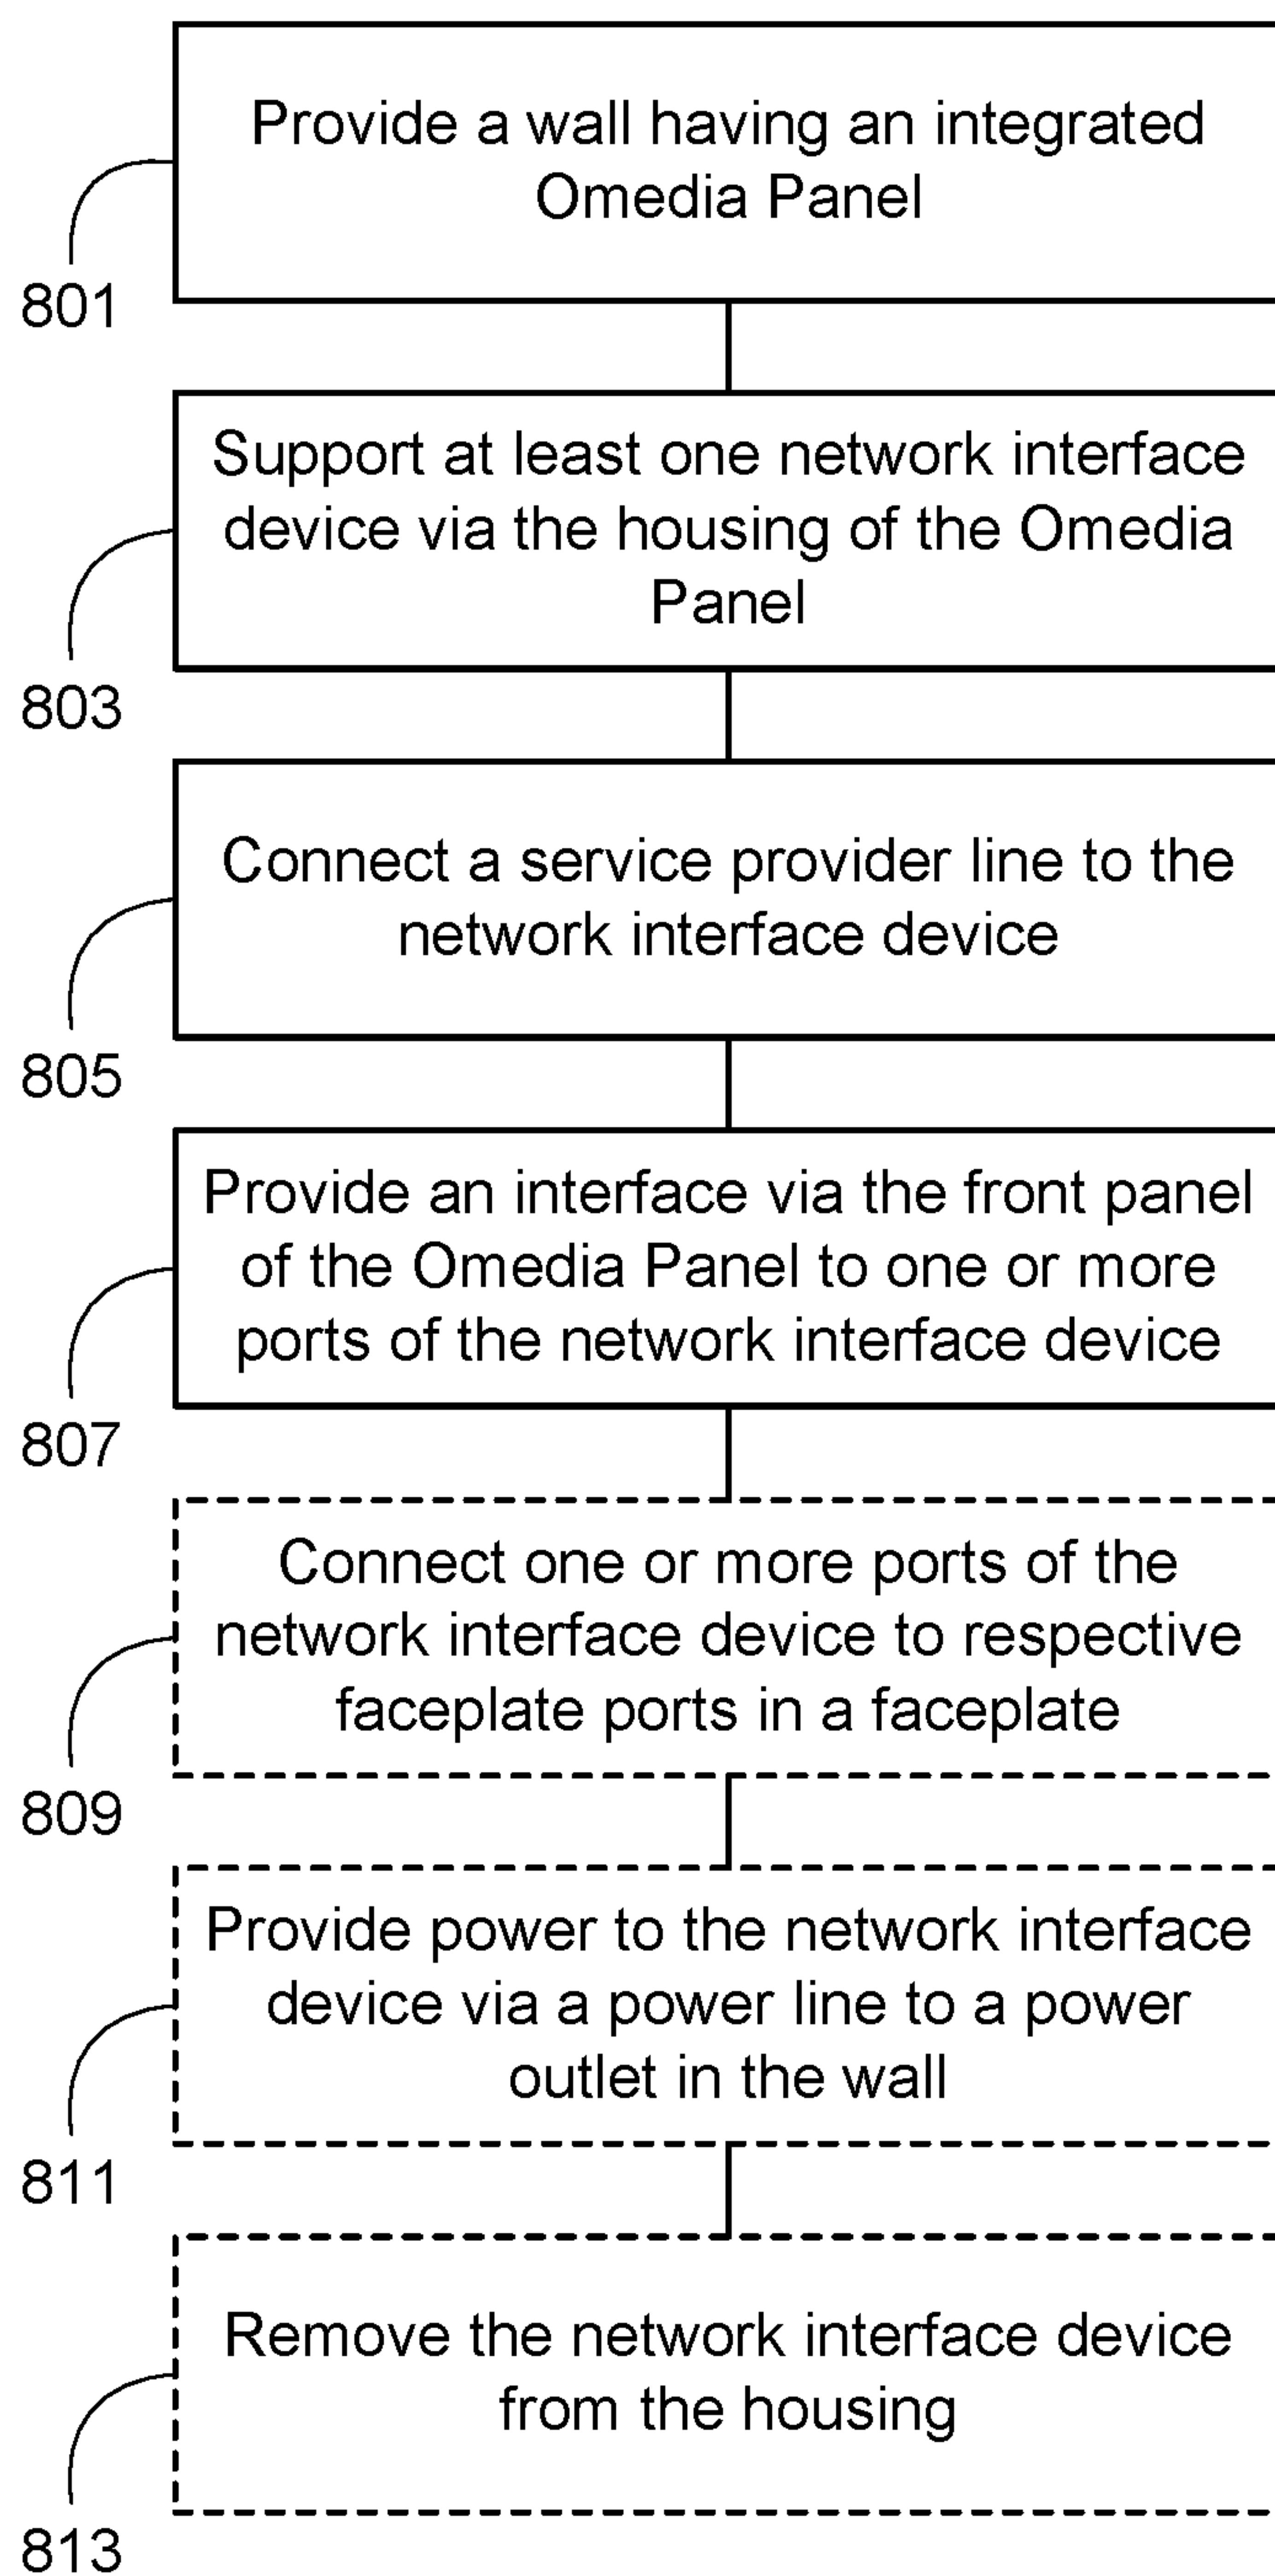 Provide a wall having an integrated
Omedia Panel
801
Support at least one network interface
device via the housing of the Omedia
Panel
803
Connect a service provider line to the
network interface device
805
Provide an interface via the front panel
of the Omedia Panel to one or more
ports of the network interface device
807
Connect one or more ports of the
network interface device to respective
faceplate ports in a faceplate
809
Provide power to the network interface
device via a power line to a power
outlet in the wall
811
Remove the network interface device
from the housing
813